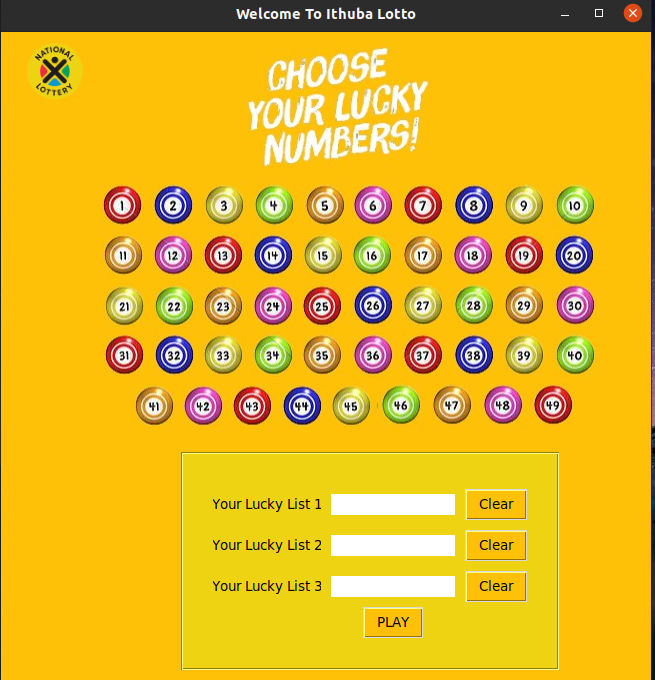 Welcome To Ithuba Lotto
NATIONAL
LOTTERY
CHOOSE
YOUR LUCKY
NUMBERS!
1 2 3 4 5 6 7 8 9 10
11 12 13 14 15 16 17 18 19 20
21 22 23 24 25 26 27 28 29 30
31 32 33 34 35 36 37 38 39 40
41 42 43 44 45 46 47 48 49
Your Lucky List 1 Clear
Your Lucky List 2 Clear
Your Lucky List 3 Clear
PLAY